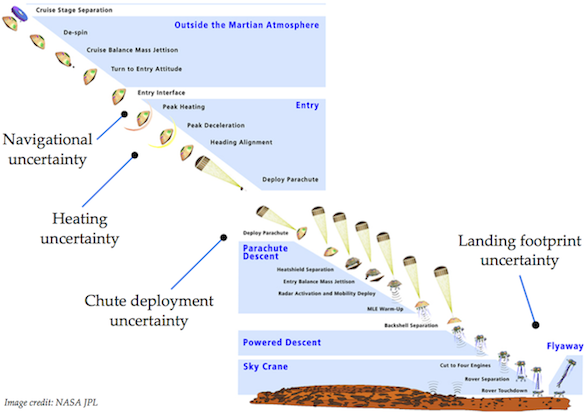 Cruise Stage Separation
Outside the Martian Atmosphere
De-spin
Cruise Balance Mass Jettison
Turn to Entry Attitude
Entry Interface
Entry
Peak Heating
Navigational
uncertainty
Peak Deceleration
Heading Alignment
Deploy Parachute
Heating
uncertainty
Deploy Parachute
Parachute
Descent
Landing footprint
uncertainty
Heatshield Separation
Entry Balance Mass Jettison
Radar Activation and Mobility Deploy
Chute deployment
uncertainty
MLE Warm-Up
Backshell Separation
Powered Descent
Flyaway
Sky Crane
Cut to Four Engines
Rover Separation
Rover Touchdown
Image credit: NASA JPL